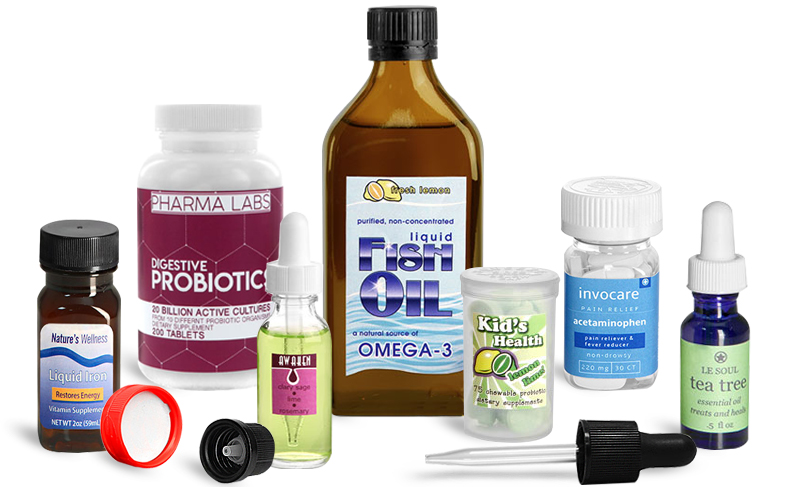 Nature's Wellness
Liquid Iron
Restores Energy
Vitamin Supplement
NET WT 2oz (59mL)
PHARMA LABS
DIGESTIVE
PROBIOTICS
20 BILLION ACTIVE CULTURES
FROM 10 DIFFERENT PROBIOTIC ORGANISMS
DIETARY SUPPLEMENT
200 TABLETS
AWAKEN
clary sage
lime
rosemary
fresh lemon
purified, non-concentrated
liquid
FISH
OIL
a natural source of
OMEGA-3
Kid's
Health
lemon
lime!
75 chewable probiotic
dietary supplements
invocare
PAIN RELIEF
acetaminophen
pain reliever &
fever reducer
non-drowsy
220 mg | 30 CT
LE SOUL
tea tree
essential oil
treats and heals
.5 fl oz